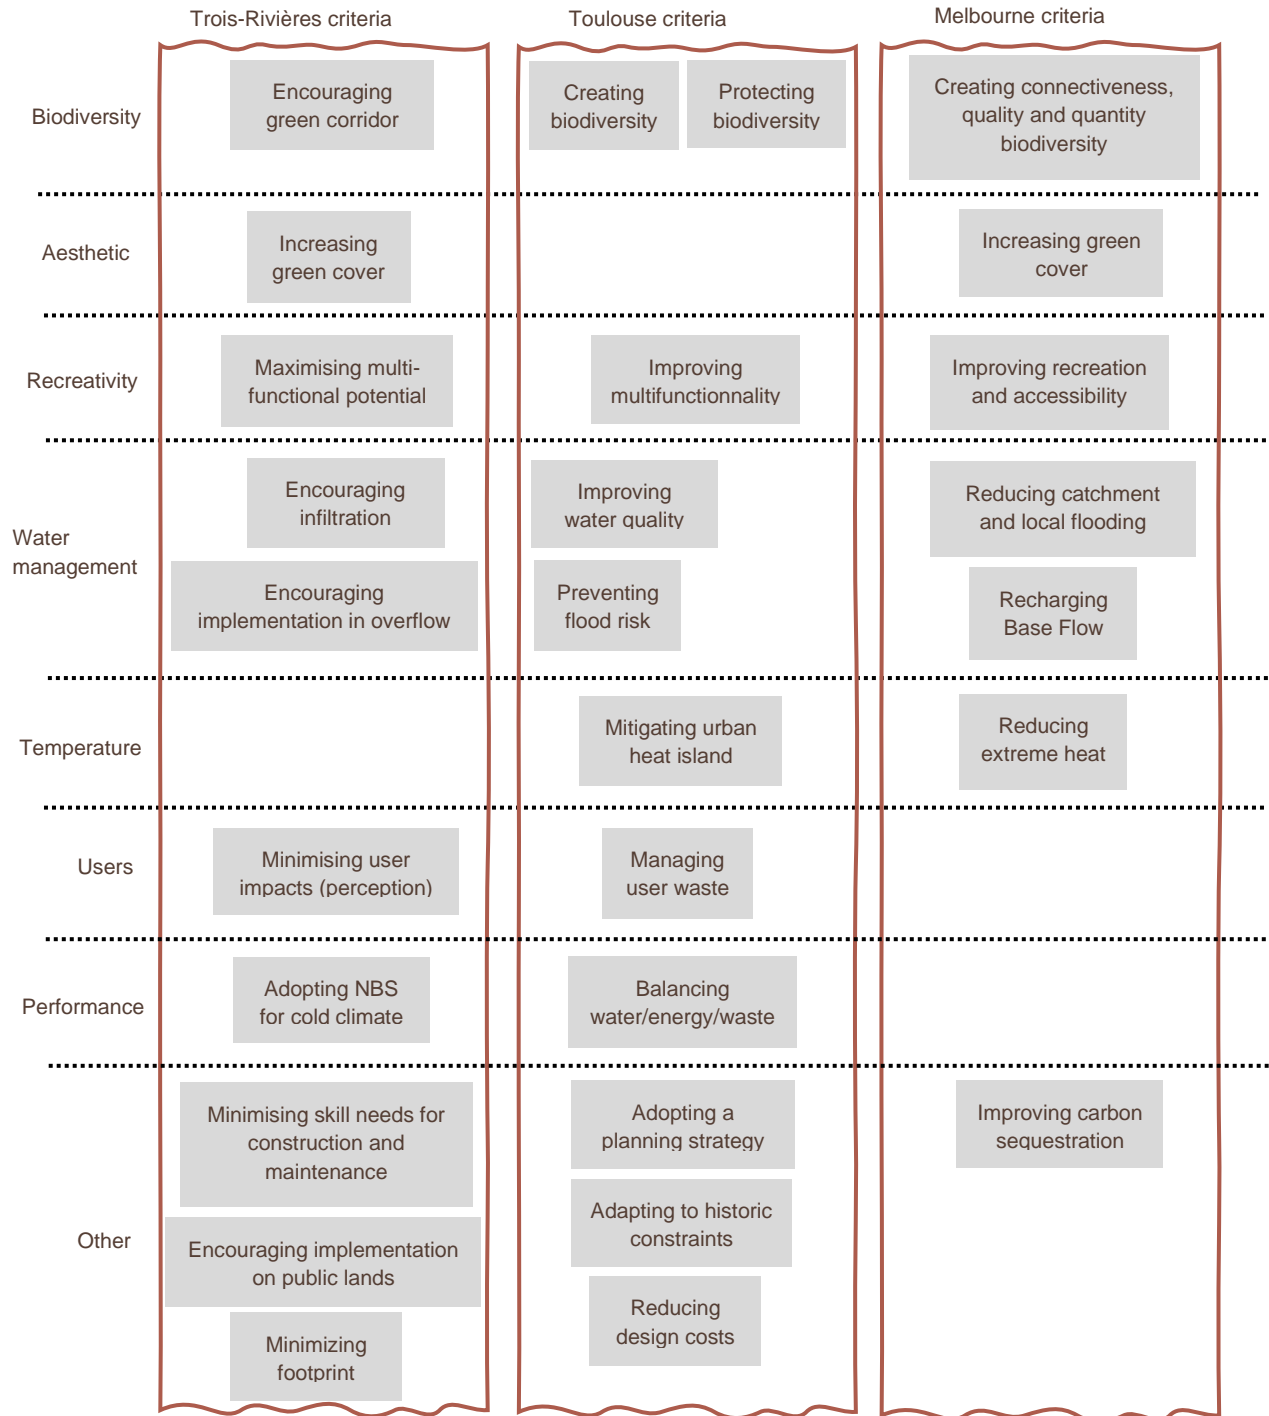 Trois-Rivières criteria
Toulouse criteria
Melbourne criteria
Biodiversity
Encouraging
green corridor
Creating
biodiversity
Protecting
biodiversity
Creating connectiveness,
quality and quantity
biodiversity
Aesthetic
Increasing
green cover
Increasing green
cover
Recreativity
Maximising multi-
functional potential
Improving
multifunctionnality
Improving recreation
and accessibility
Water
management
Encouraging
infiltration
Encouraging
implementation in overflow
Improving
water quality
Preventing
flood risk
Reducing catchment
and local flooding
Recharging
Base Flow
Temperature
Mitigating urban
heat island
Reducing
extreme heat
Users
Minimising user
impacts (perception)
Managing
user waste
Performance
Adopting NBS
for cold climate
Balancing
water/energy/waste
Other
Minimising skill needs for
construction and
maintenance
Encouraging implementation
on public lands
Minimizing
footprint
Adopting a
planning strategy
Adapting to historic
constraints
Reducing
design costs
Improving carbon
sequestration